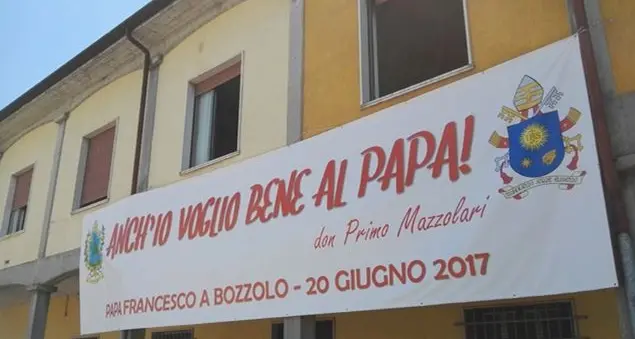 ANCH'IO VOGLIO BENE AL PAPA!
don Primo Mazzolari
PAPA FRANCESCO A BOZZOLO - 20 GIUGNO 2017